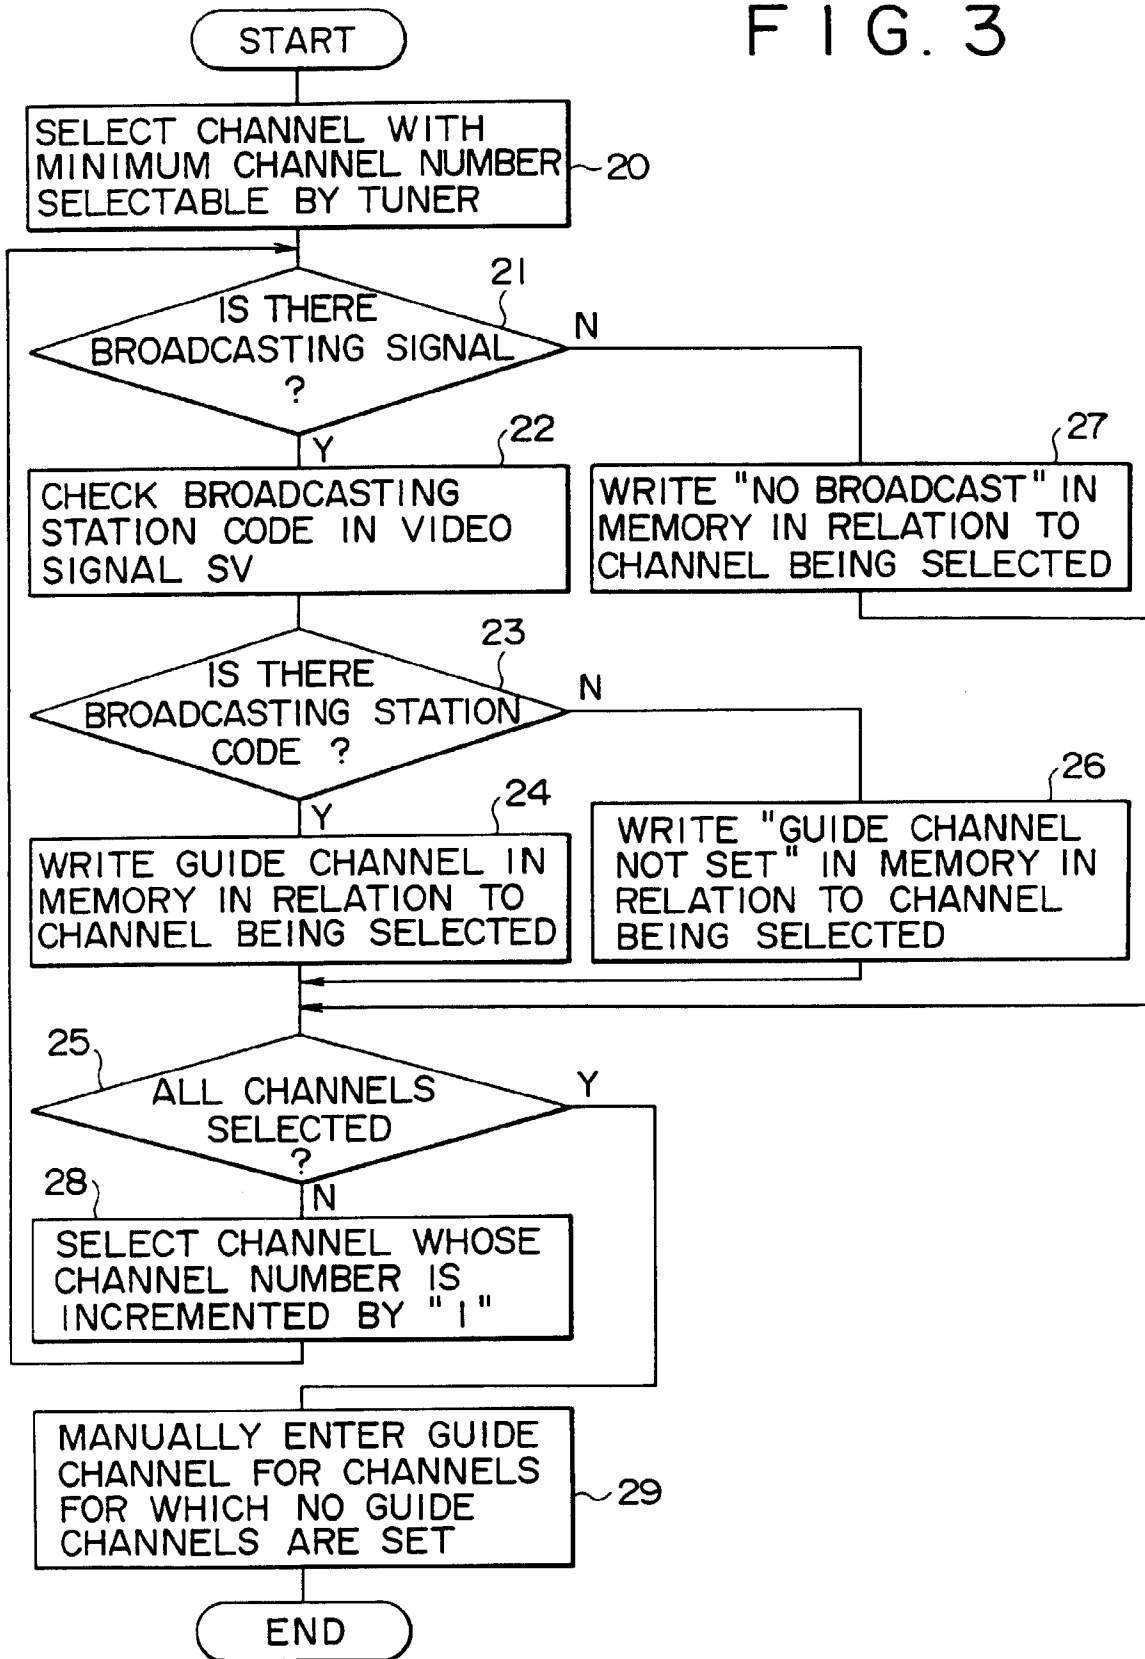 FIG. 3
START
SELECT CHANNEL WITH
MINIMUM CHANNEL NUMBER
SELECTABLE BY TUNER
20
21
IS THERE
BROADCASTING SIGNAL
?
N
Y
22
CHECK BROADCASTING
STATION CODE IN VIDEO
SIGNAL SV
27
WRITE "NO BROADCAST" IN
MEMORY IN RELATION TO
CHANNEL BEING SELECTED
23
IS THERE
BROADCASTING STATION
CODE ?
N
Y
24
WRITE GUIDE CHANNEL IN
MEMORY IN RELATION TO
CHANNEL BEING SELECTED
26
WRITE "GUIDE CHANNEL
NOT SET" IN MEMORY IN
RELATION TO CHANNEL
BEING SELECTED
25
ALL CHANNELS
SELECTED
?
Y
N
28
SELECT CHANNEL WHOSE
CHANNEL NUMBER IS
INCREMENTED BY "1"
MANUALLY ENTER GUIDE
CHANNEL FOR CHANNELS
FOR WHICH NO GUIDE
CHANNELS ARE SET
29
END